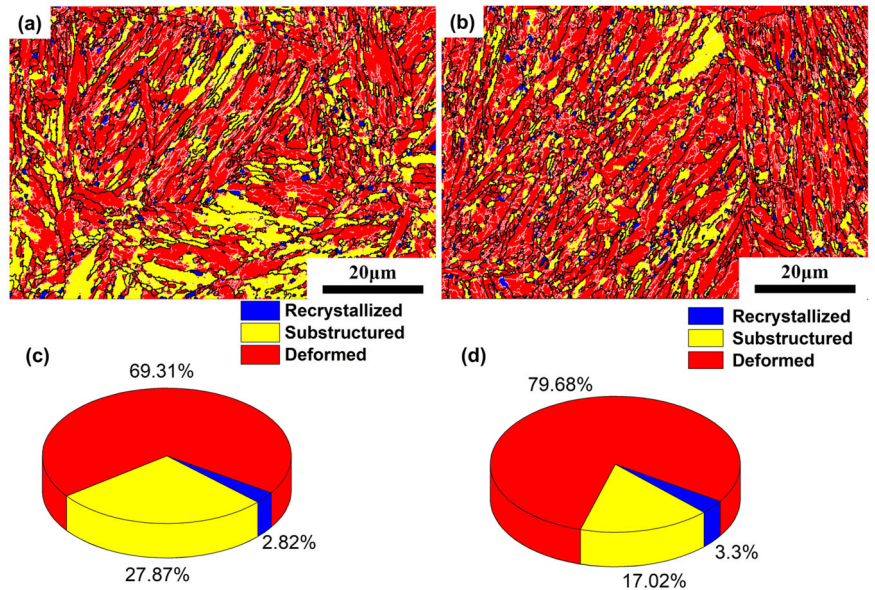 (a)
(b)
20μm
20μm
Recrystallized
Substructured
Deformed
Recrystallized
Substructured
Deformed
(c)
69.31%
2.82%
27.87%
(d)
79.68%
3.3%
17.02%